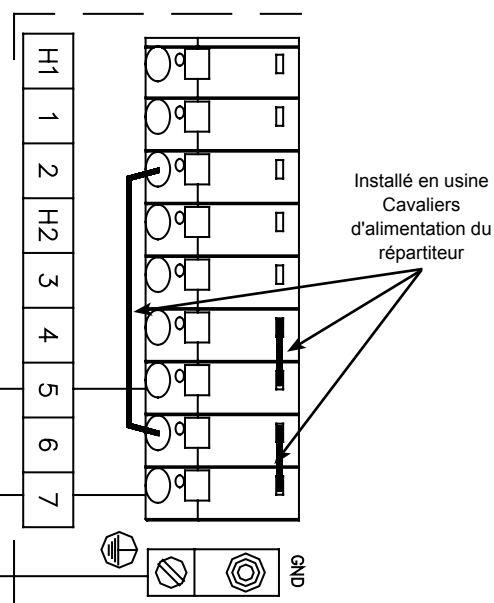 H1
1
2
H2
3
4
5
6
7
Installé en usine
Cavaliers
d'alimentation du
répartiteur
GND